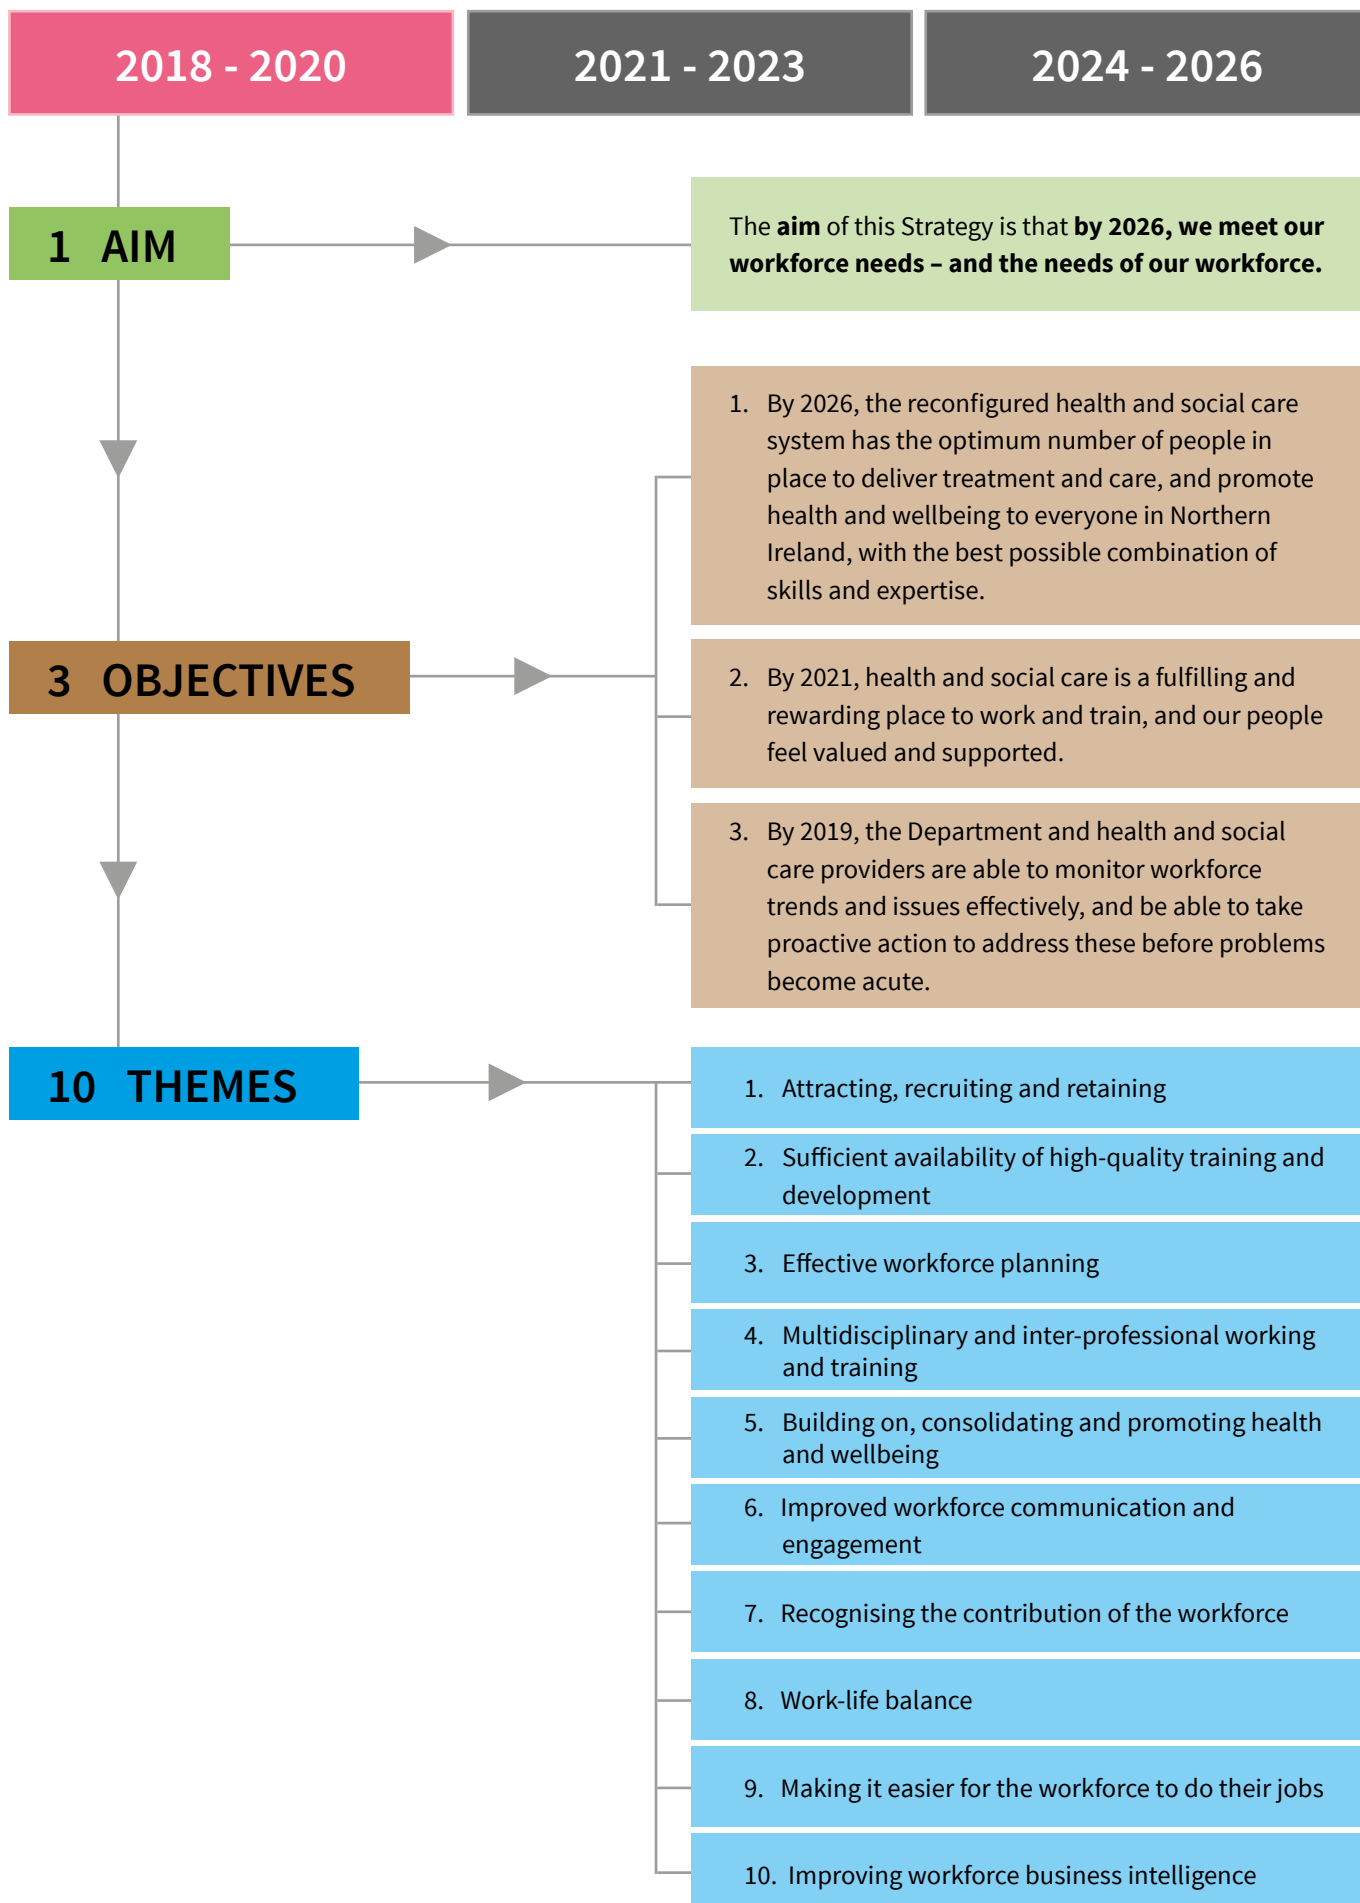 2018 - 2020
2021 - 2023
2024 - 2026
1 AIM
The aim of this Strategy is that by 2026, we meet our
workforce needs – and the needs of our workforce.
3 OBJECTIVES
1. By 2026, the reconfigured health and social care
system has the optimum number of people in
place to deliver treatment and care, and promote
health and wellbeing to everyone in Northern
Ireland, with the best possible combination of
skills and expertise.
2. By 2021, health and social care is a fulfilling and
rewarding place to work and train, and our people
feel valued and supported.
3. By 2019, the Department and health and social
care providers are able to monitor workforce
trends and issues effectively, and be able to take
proactive action to address these before problems
become acute.
10 THEMES
1. Attracting, recruiting and retaining
2. Sufficient availability of high-quality training and
development
3. Effective workforce planning
4. Multidisciplinary and inter-professional working
and training
5. Building on, consolidating and promoting health
and wellbeing
6. Improved workforce communication and
engagement
7. Recognising the contribution of the workforce
8. Work-life balance
9. Making it easier for the workforce to do their jobs
10. Improving workforce business intelligence